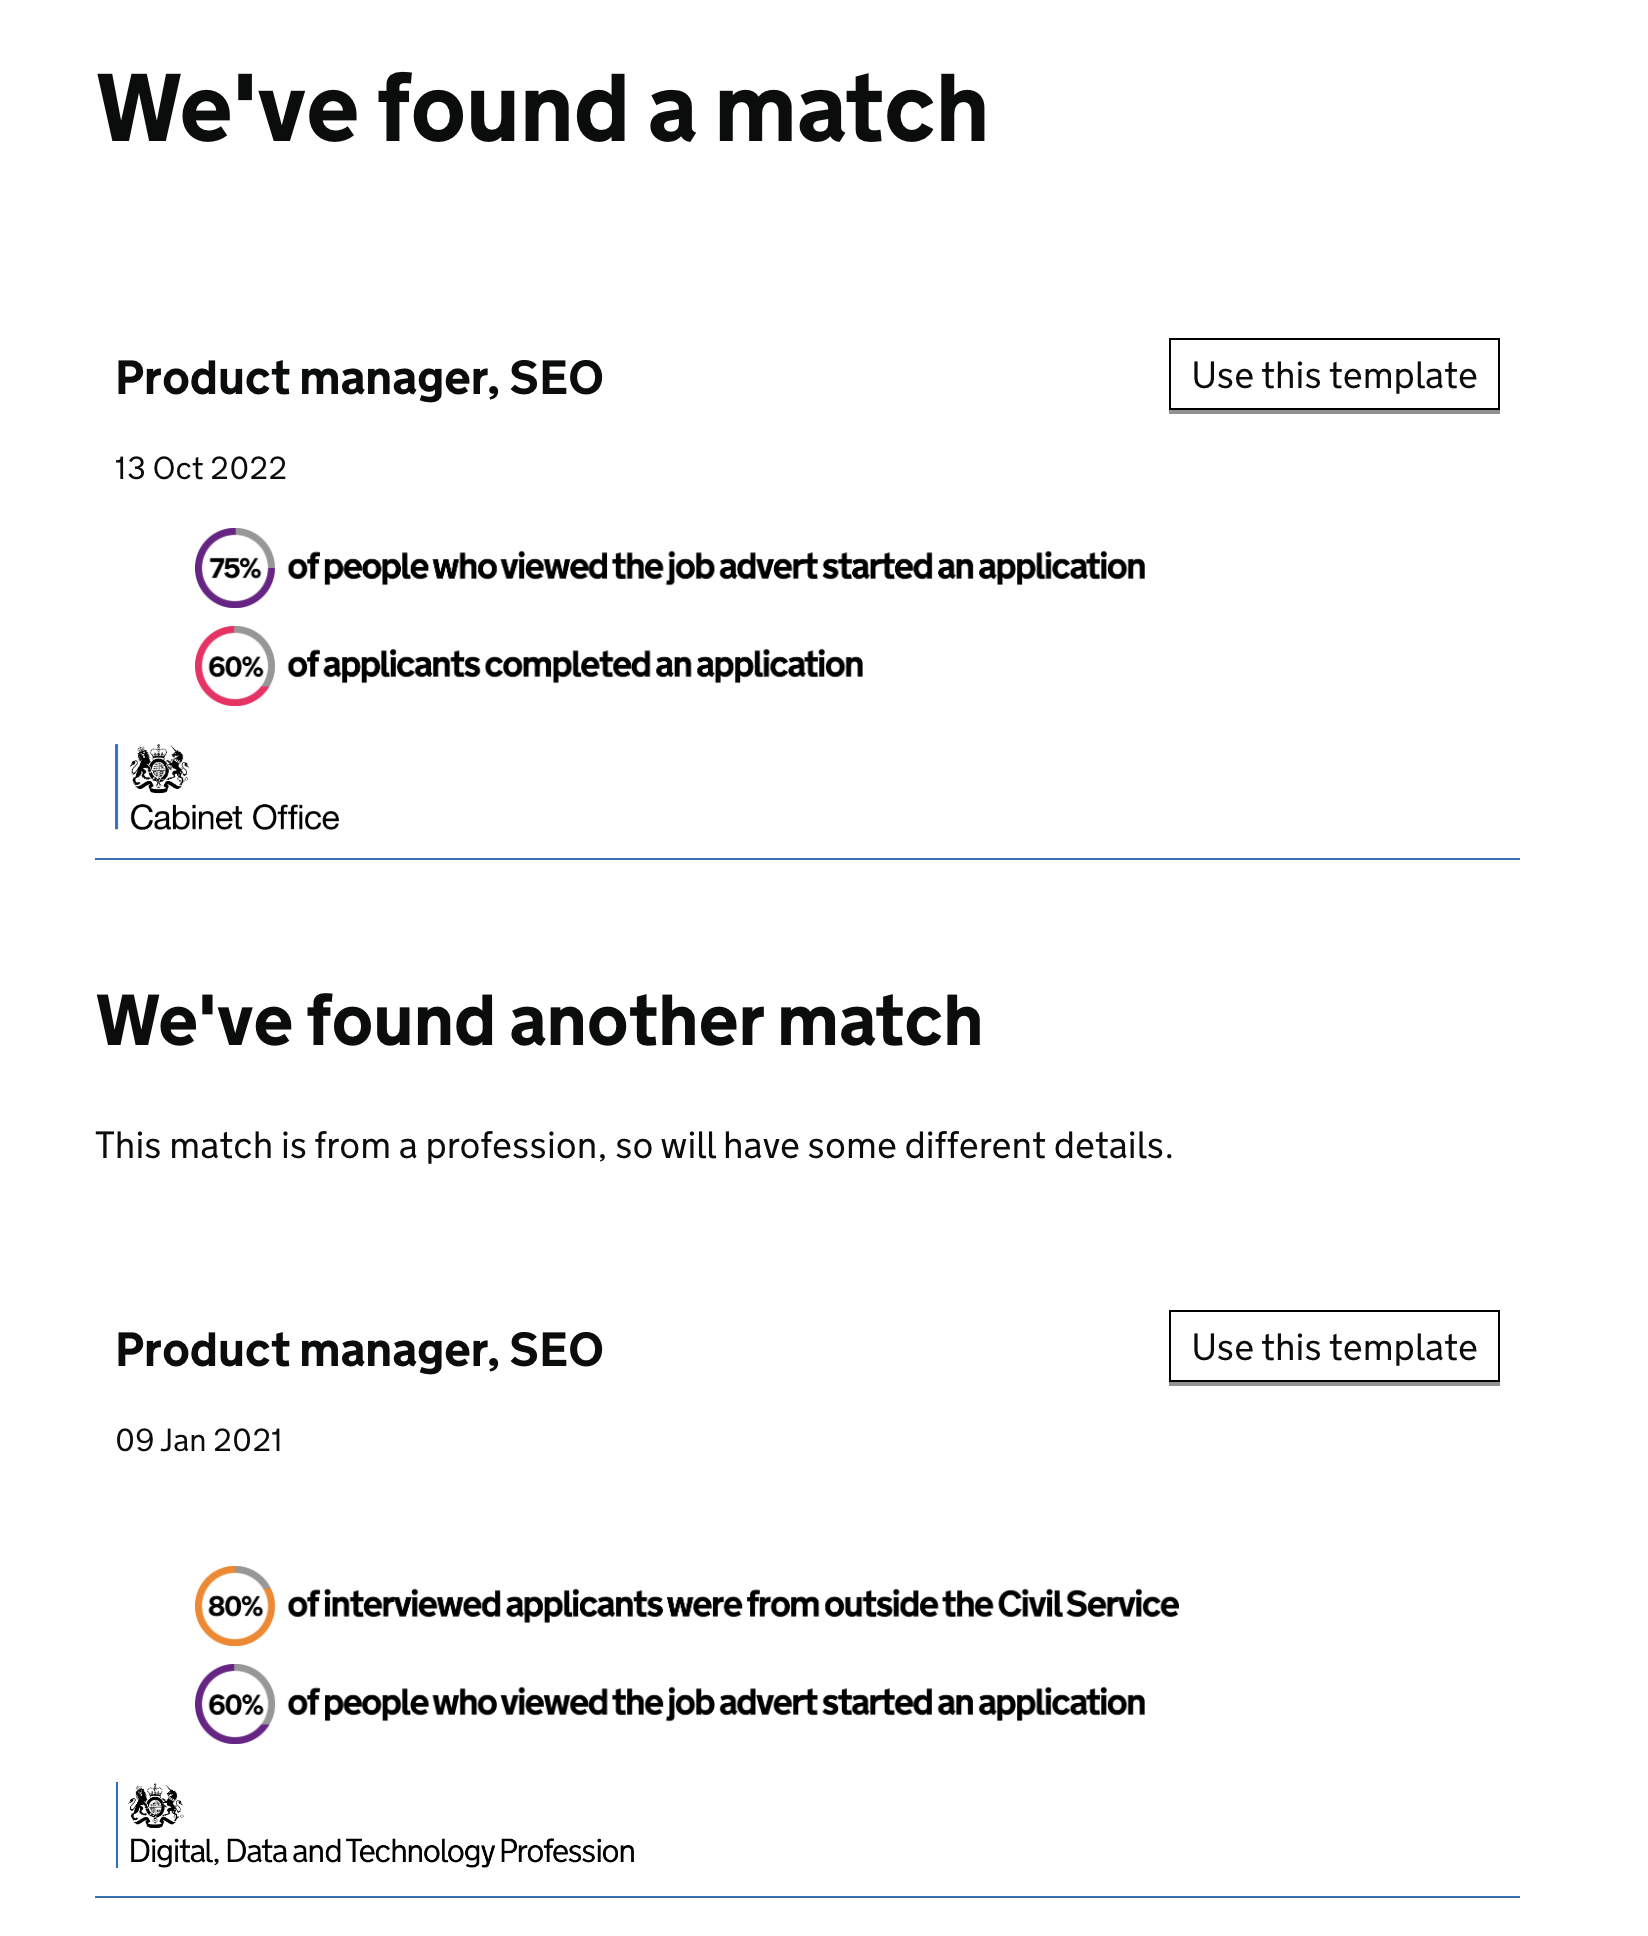 We've found a match
Product manager, SEO
Use this template
13 Oct 2022
75% of people who viewed the job advert started an application
60% of applicants completed an application
Cabinet Office
We've found another match
This match is from a profession, so will have some different details.
Product manager, SEO
Use this template
09 Jan 2021
80% of interviewed applicants were from outside the Civil Service
60% of people who viewed the job advert started an application
Digital, Data and Technology Profession